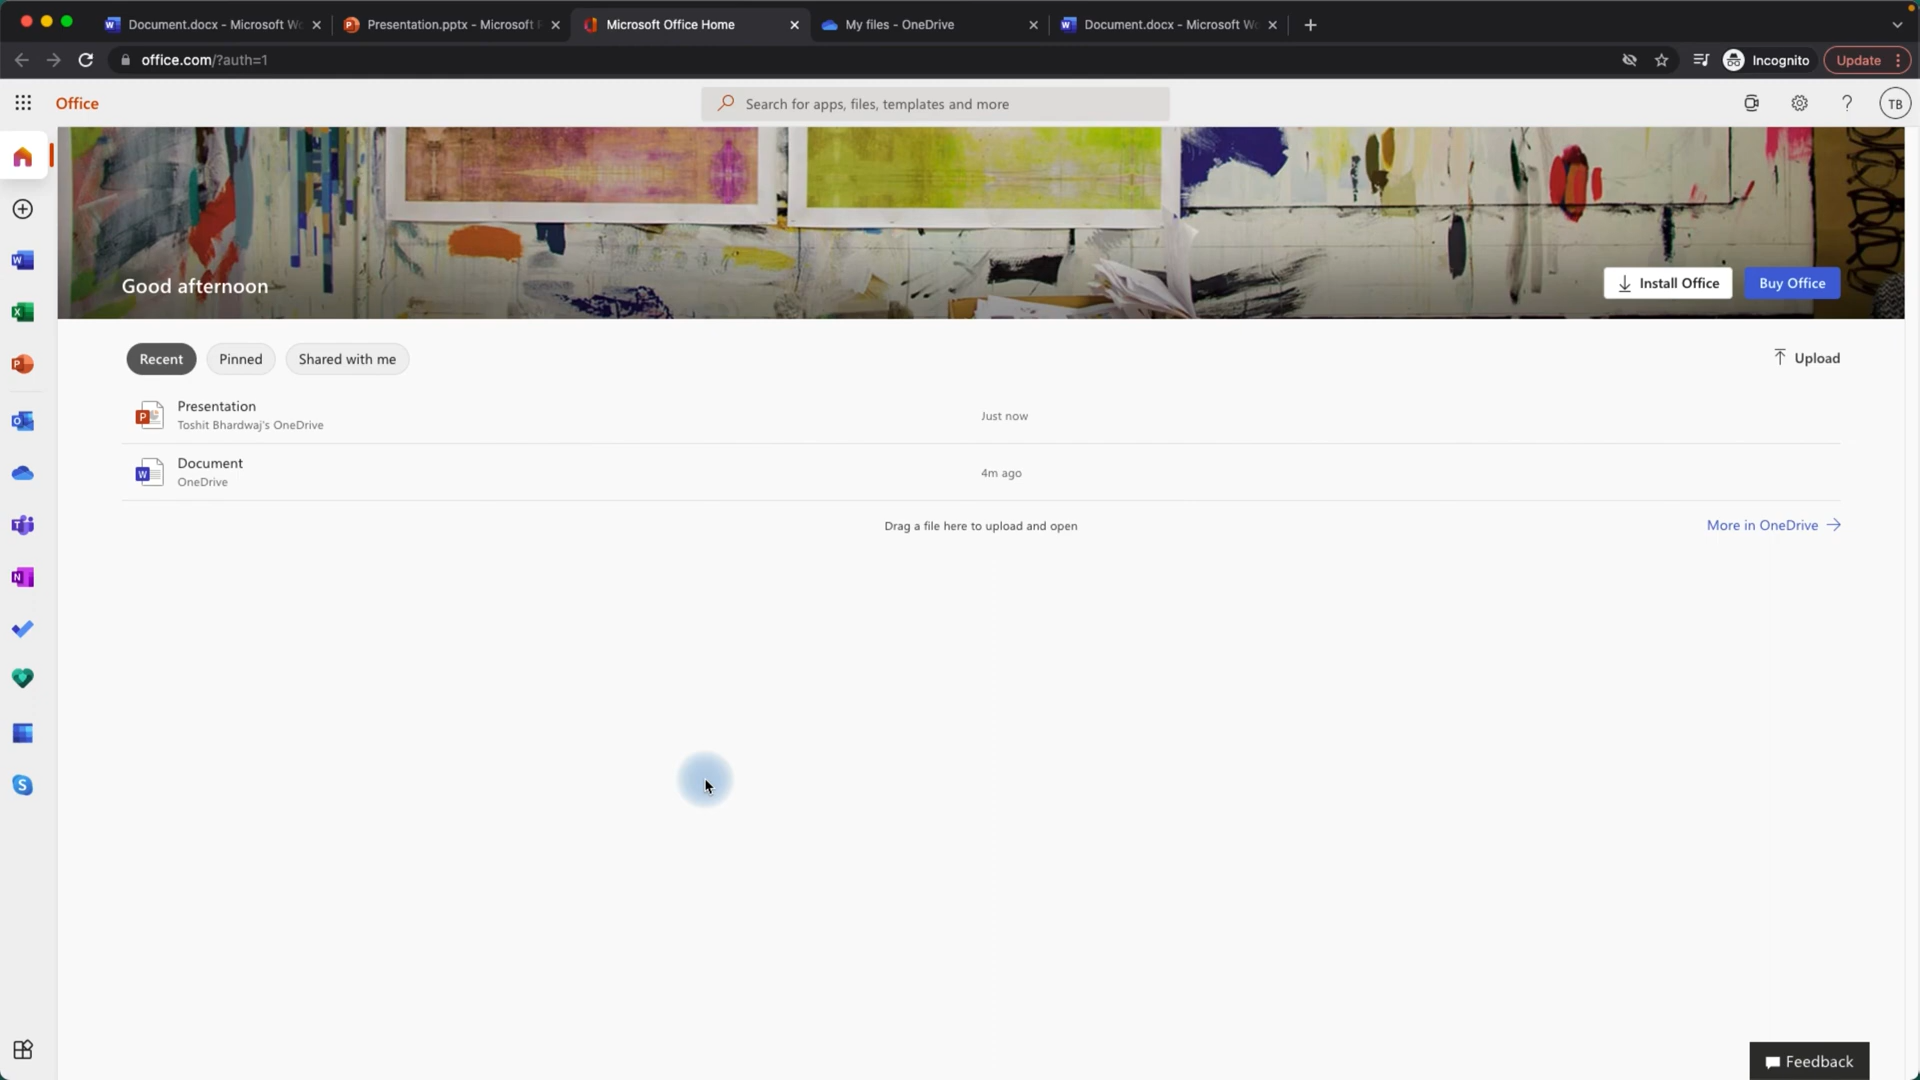 Document.docx - Microsoft Wo
Presentation.pptx - Microsoft P
Microsoft Office Home
My files - OneDrive
Document.docx - Microsoft Wo
office.com/?auth=1
Incognito
Update
Office
Search for apps, files, templates and more
TB
Good afternoon
Install Office
Buy Office
Recent
Pinned
Shared with me
Upload
Presentation
Toshit Bhardwaj's OneDrive
Just now
Document
OneDrive
4m ago
Drag a file here to upload and open
More in OneDrive
Feedback